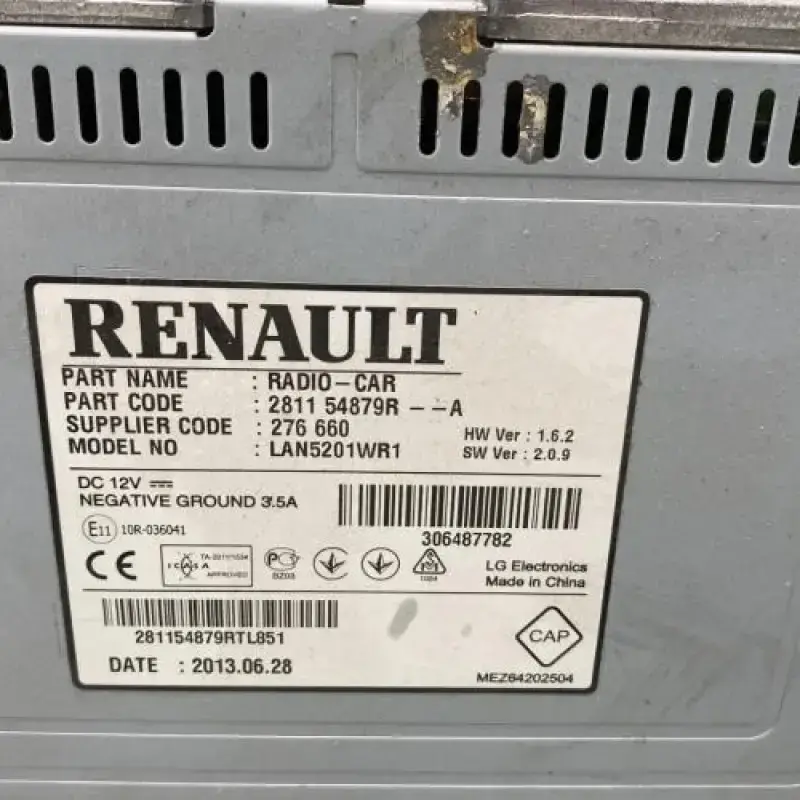 RENAULT
PART NAME : RADIO-CAR
PART CODE : 2811 54879R --A
SUPPLIER CODE : 276 660
MODEL NO : LAN5201WR1
HW Ver : 1.6.2
SW Ver : 2.0.9
DC 12V
NEGATIVE GROUND 3.5A
E11 10R-036041
306487782
CE
ICASA
APPROVED
LG Electronics
Made in China
281154879RTL851
DATE : 2013.06.28
CAP
MEZ64202504